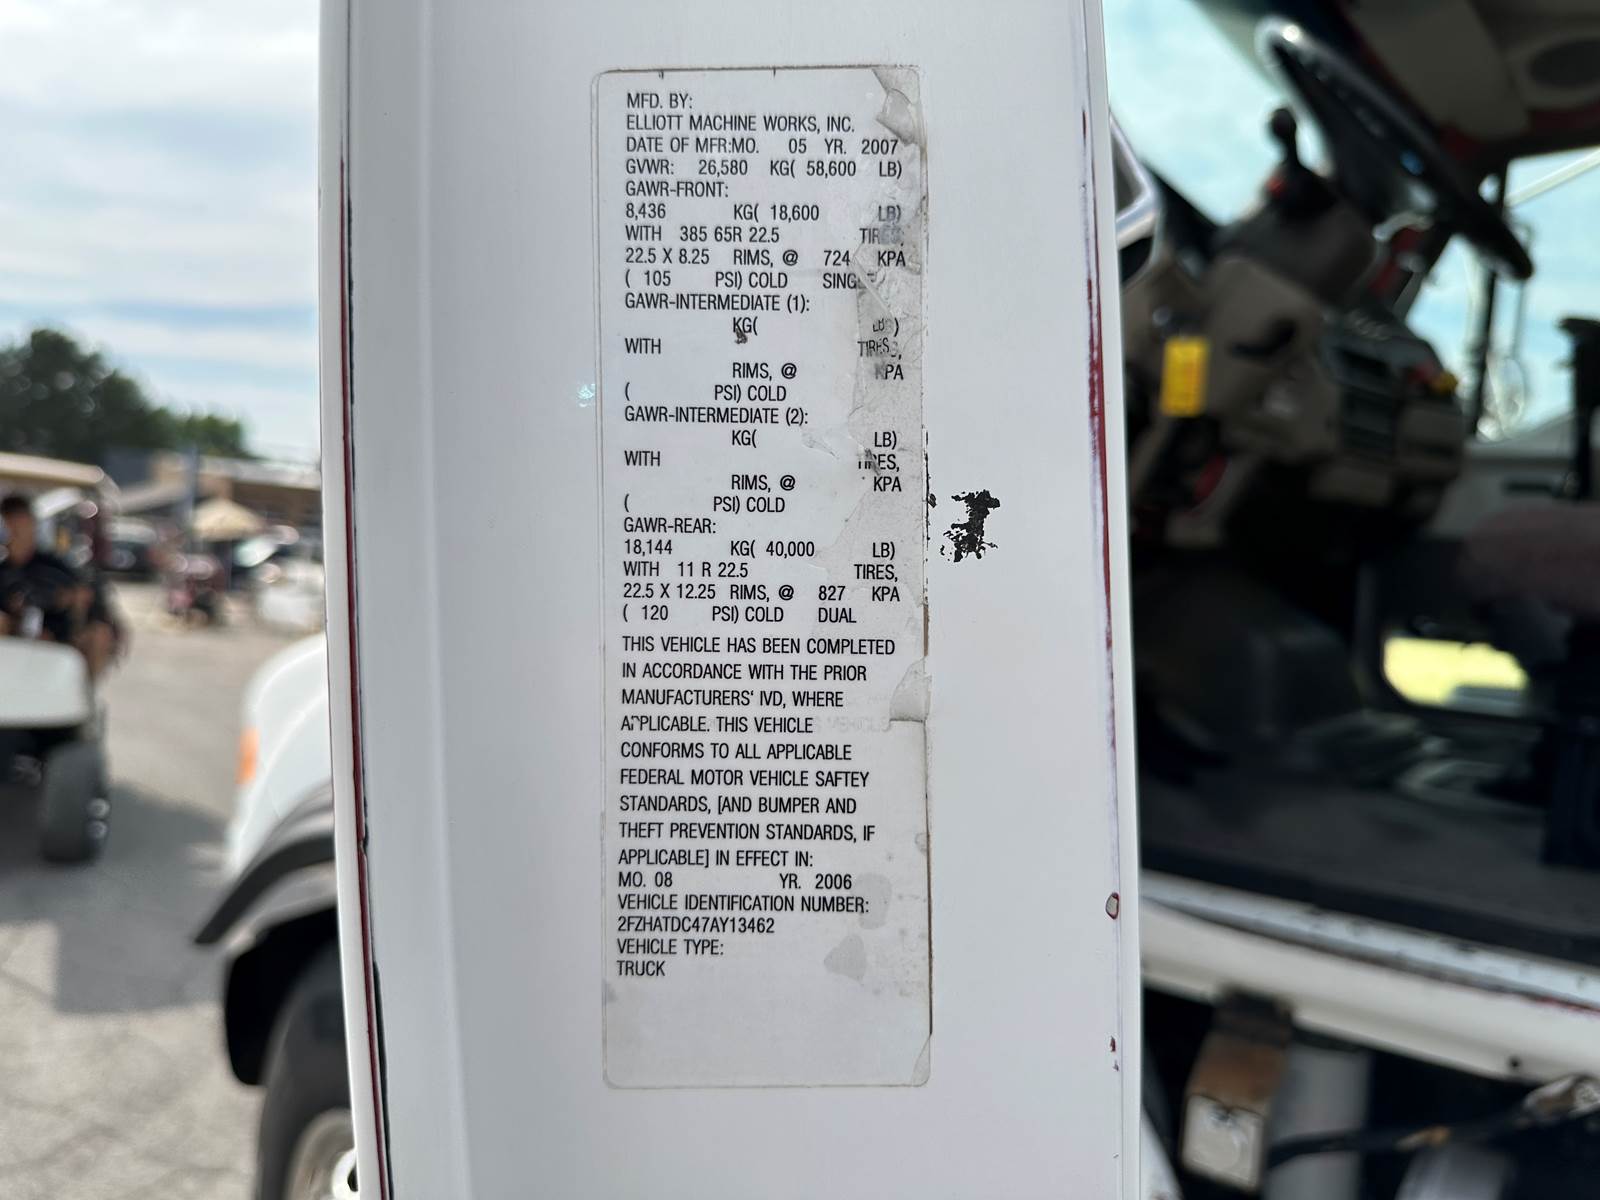 MFD. BY:
ELLIOTT MACHINE WORKS, INC.
DATE OF MFR:MO. 05 YR. 2007
GVWR: 26,580 KG( 58,600 LB)
GAWR-FRONT:
8,436 KG( 18,600 LB)
WITH 385 65R 22.5 TIRES,
22.5 X 8.25 RIMS, @ 724 KPA
( 105 PSI) COLD SINGLE
GAWR-INTERMEDIATE (1):
KG( LB)
WITH TIRES,
RIMS, @ KPA
( PSI) COLD
GAWR-INTERMEDIATE (2):
KG( LB)
WITH TIRES,
RIMS, @ KPA
( PSI) COLD
GAWR-REAR:
18,144 KG( 40,000 LB)
WITH 11 R 22.5 TIRES,
22.5 X 12.25 RIMS, @ 827 KPA
( 120 PSI) COLD DUAL
THIS VEHICLE HAS BEEN COMPLETED
IN ACCORDANCE WITH THE PRIOR
MANUFACTURERS' IVD, WHERE
APPLICABLE. THIS VEHICLE
CONFORMS TO ALL APPLICABLE
FEDERAL MOTOR VEHICLE SAFTEY
STANDARDS, [AND BUMPER AND
THEFT PREVENTION STANDARDS, IF
APPLICABLE] IN EFFECT IN:
MO. 08 YR. 2006
VEHICLE IDENTIFICATION NUMBER:
2FZHATDC47AY13462
VEHICLE TYPE:
TRUCK